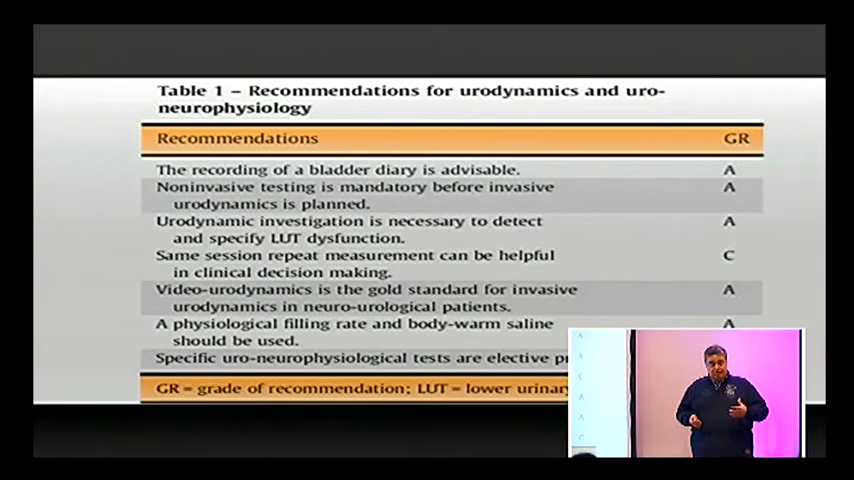 Table 1 – Recommendations for urodynamics and uro-
neurophysiology
Recommendations GR
The recording of a bladder diary is advisable. A
Noninvasive testing is mandatory before invasive A
urodynamics is planned.
Urodynamic investigation is necessary to detect A
and specify LUT dysfunction.
Same session repeat measurement can be helpful C
in clinical decision making.
Video-urodynamics is the gold standard for invasive A
urodynamics in neuro-urological patients.
A physiological filling rate and body-warm saline A
should be used.
Specific uro-neurophysiological tests are elective
GR = grade of recommendation; LUT = lower